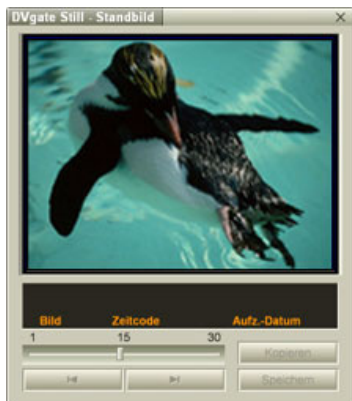 DVgate Still - Standbild
Bild Zeitcode Aufz.-Datum
1 15 30
Kopieren
Speichern